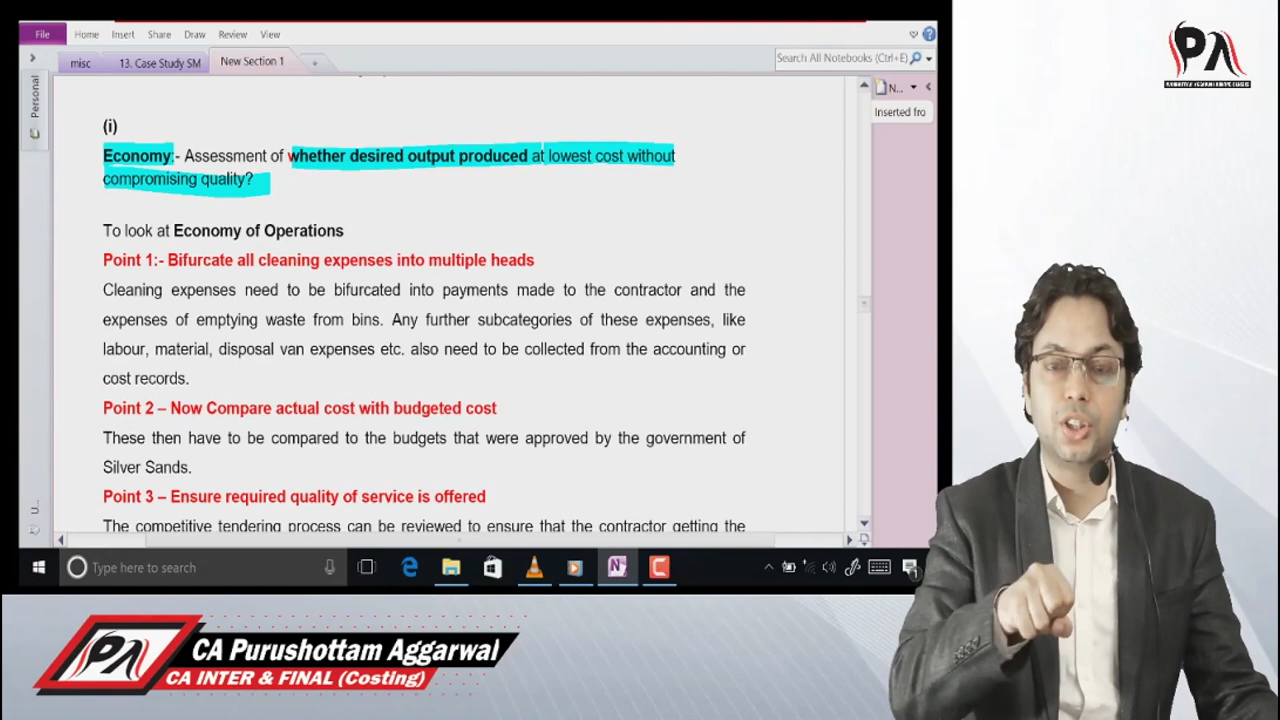 File Home Insert Share Draw Review View
misc 13. Case Study SM New Section 1
Search All Notebooks (Ctrl+E)
Personal
N...
Inserted fro
(i)
Economy:- Assessment of whether desired output produced at lowest cost without
compromising quality?
To look at Economy of Operations
Point 1:- Bifurcate all cleaning expenses into multiple heads
Cleaning expenses need to be bifurcated into payments made to the contractor and the
expenses of emptying waste from bins. Any further subcategories of these expenses, like
labour, material, disposal van expenses etc. also need to be collected from the accounting or
cost records.
Point 2 – Now Compare actual cost with budgeted cost
These then have to be compared to the budgets that were approved by the government of
Silver Sands.
Point 3 – Ensure required quality of service is offered
The competitive tendering process can be reviewed to ensure that the contractor getting the
U...
Type here to search
PA
CA Purushottam Aggarwal
CA INTER & FINAL (Costing)
PA